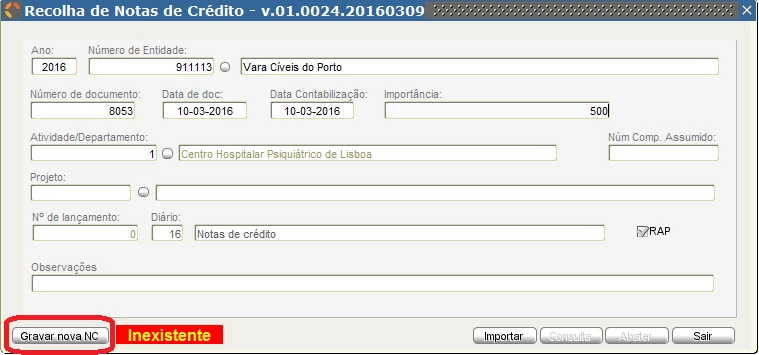 Recolha de Notas de Crédito - v.01.0024.20160309
Ano: Número de Entidade:
2016 911113 Vara Cíveis do Porto
Número de documento: Data de doc: Data Contabilização: Importância:
8053 10-03-2016 10-03-2016 500
Atividade/Departamento: Núm Comp. Assumido:
1 Centro Hospitalar Psiquiátrico de Lisboa
Projeto:
Nº de lançamento: Diário:
0 16 Notas de crédito RAP
Observações
Gravar nova NC Inexistente Importar Consulta Abater Sair